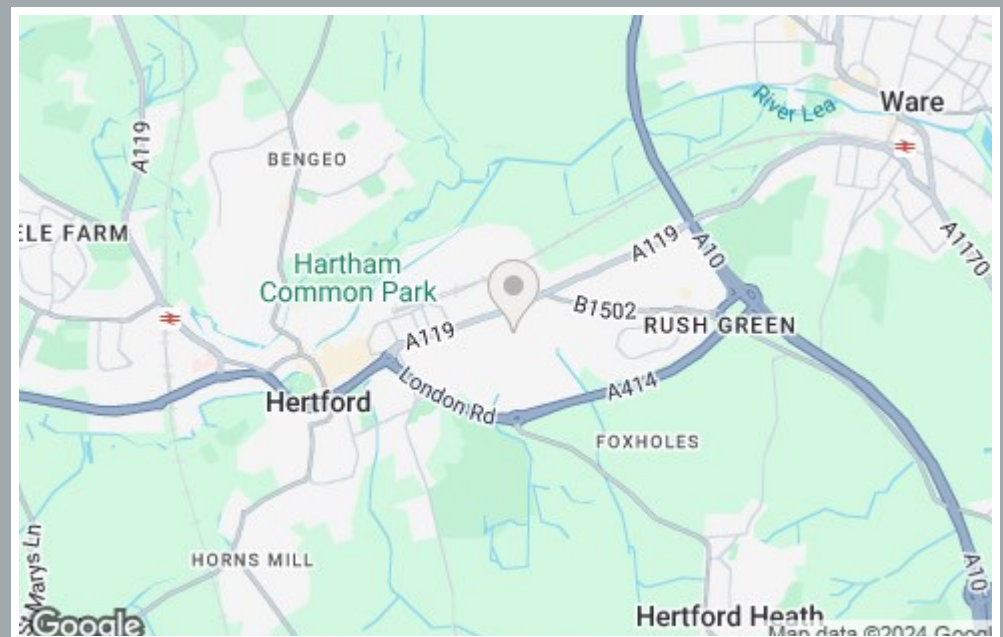 River Lea
Ware
A119
BENGEO
ELE FARM
A119
A10
A1170
Hartham
Common Park
B1502
RUSH GREEN
A119
London Rd
A414
Hertford
FOXHOLES
HORNS MILL
Marys Ln
A10
Hertford Heath
Google
Map data ©2024 Googl